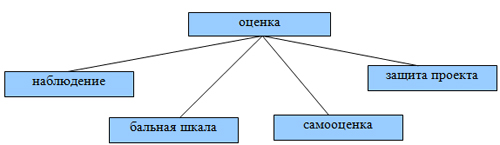 оценка
наблюдение
защита проекта
бальная шкала
самооценка